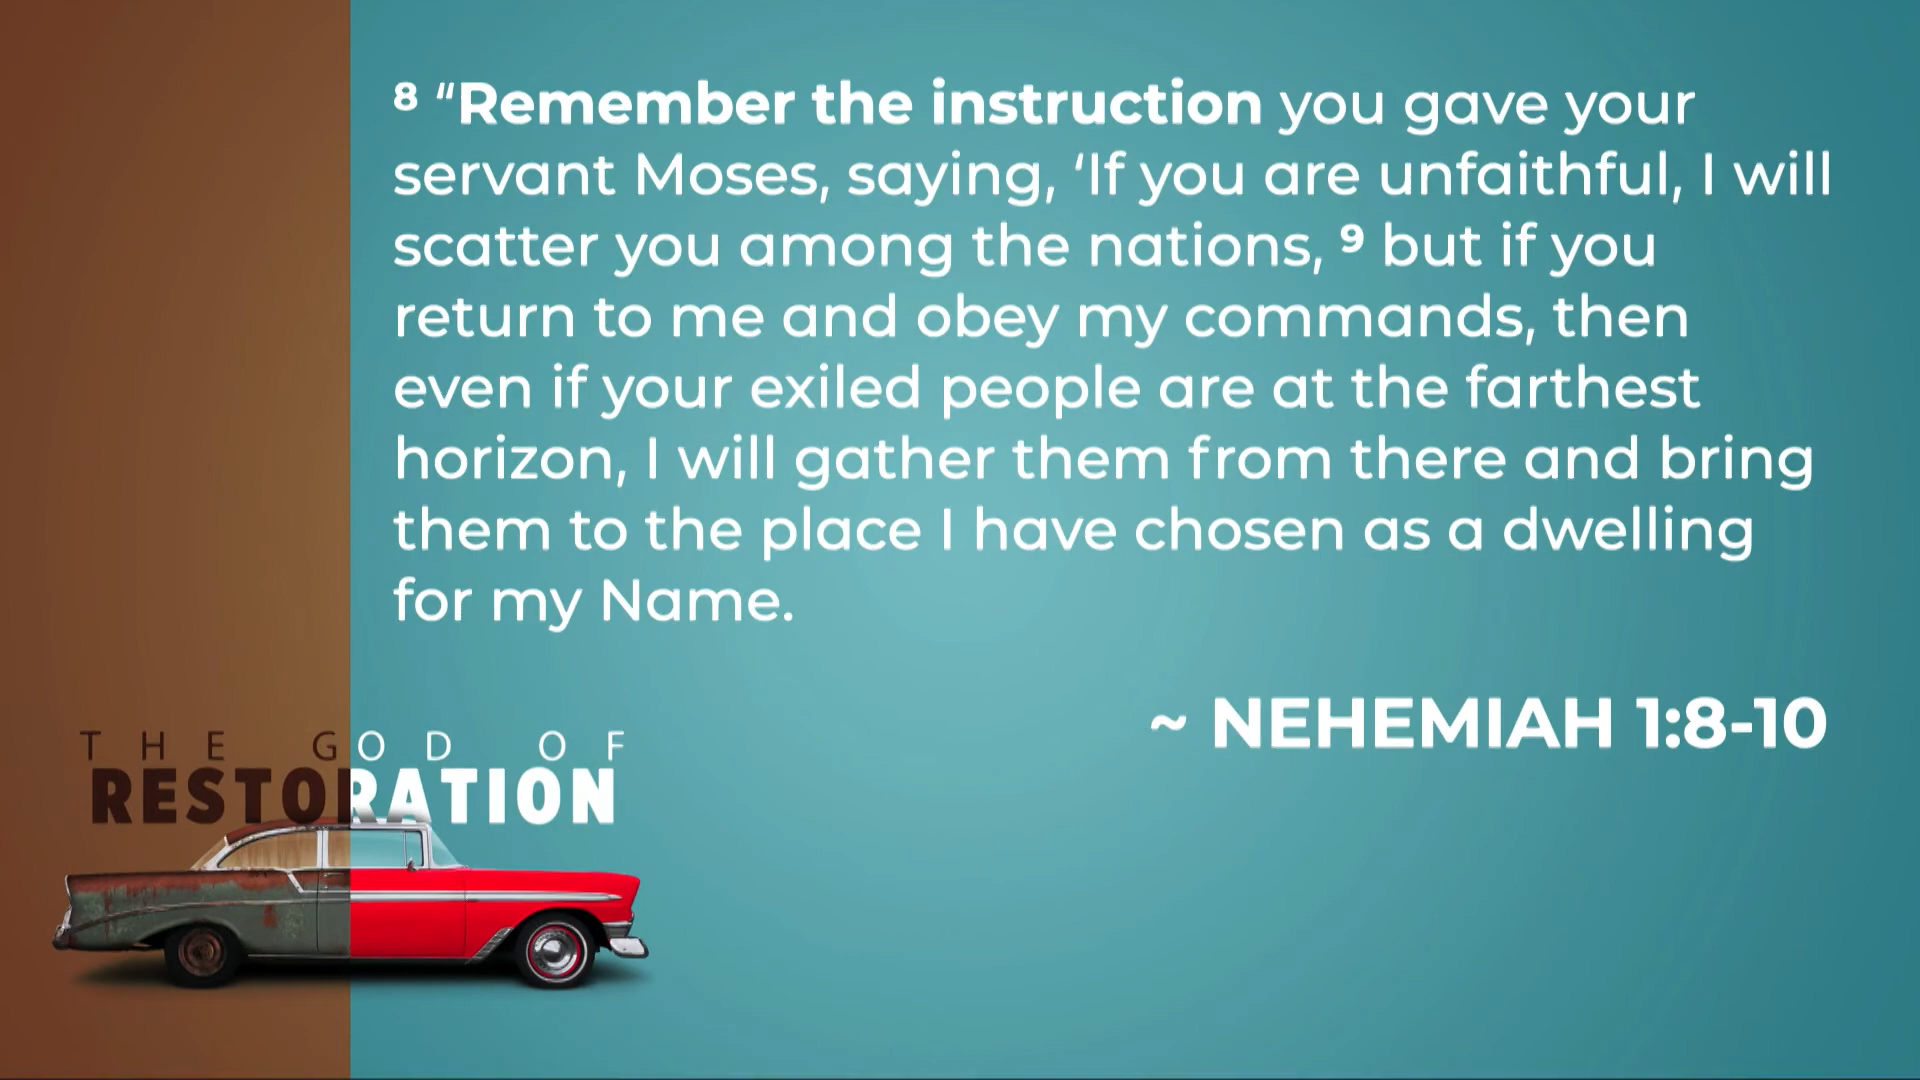 ⁸ “Remember the instruction you gave your
servant Moses, saying, ‘If you are unfaithful, I will
scatter you among the nations, ⁹ but if you
return to me and obey my commands, then
even if your exiled people are at the farthest
horizon, I will gather them from there and bring
them to the place I have chosen as a dwelling
for my Name.
~ NEHEMIAH 1:8-10
THE GOD OF
RESTORATION